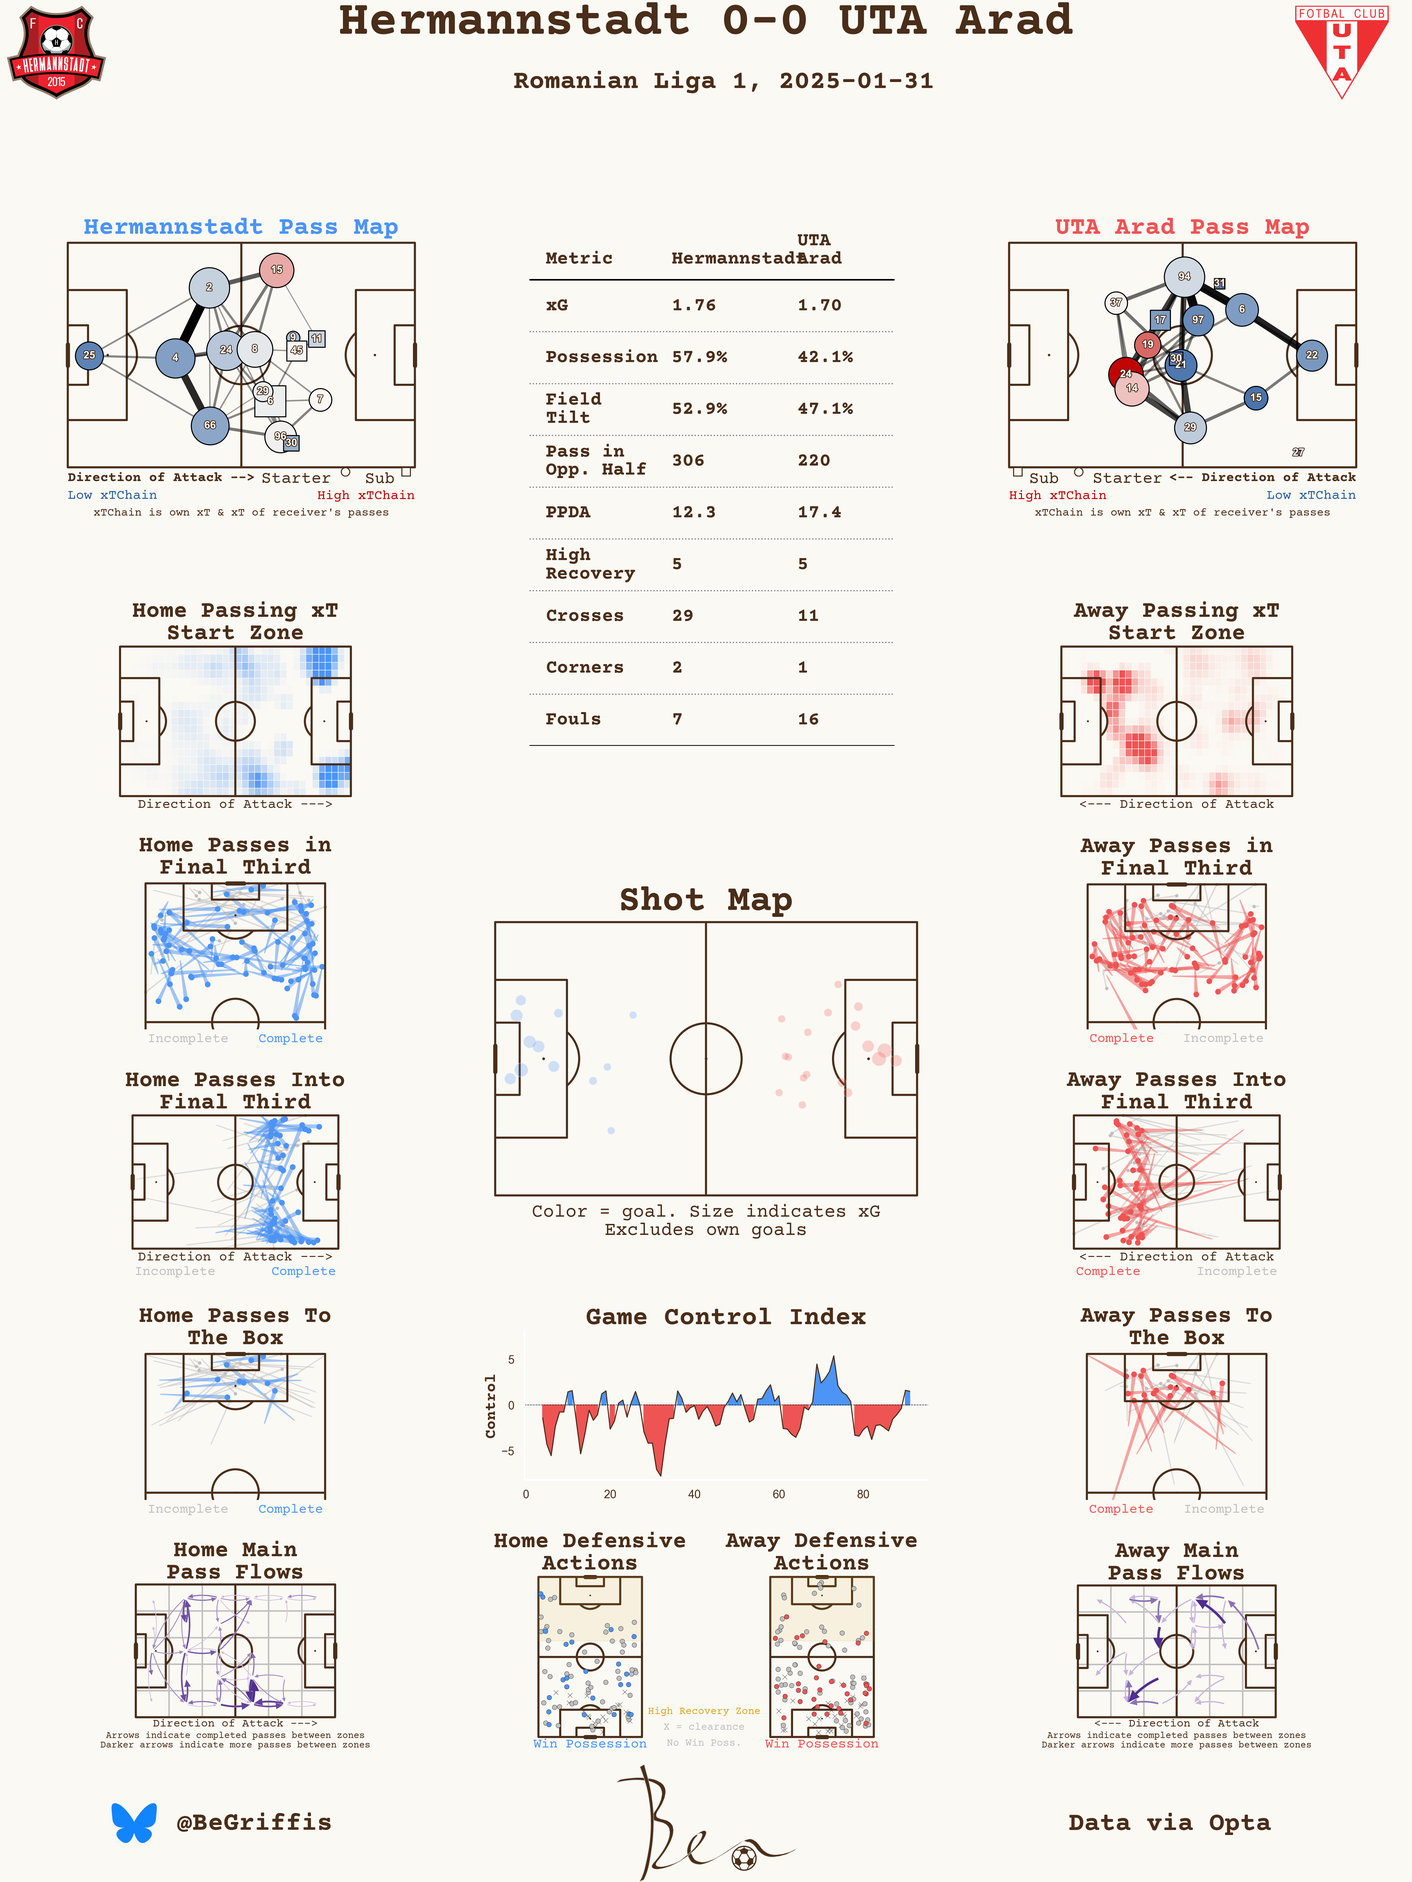 Hermannstadt 0-0 UTA Arad
Romanian Liga 1, 2025-01-31
F C
HERMANNSTADT
2015
FOTBAL CLUB
U
T
A
Hermannstadt Pass Map
2
15
25
4
24
8
9
11
45
29
6
7
66
96
30
Direction of Attack --> Starter Sub
Low xTChain High xTChain
xTChain is own xT & xT of receiver's passes
Metric Hermannstadt UTA Arad
xG 1.76 1.70
Possession 57.9% 42.1%
Field
Tilt 52.9% 47.1%
Pass in
Opp. Half 306 220
PPDA 12.3 17.4
High
Recovery 5 5
Crosses 29 11
Corners 2 1
Fouls 7 16
UTA Arad Pass Map
94
31
37
17
97
6
19
30
21
22
24
14
15
29
27
Sub Starter <-- Direction of Attack
High xTChain Low xTChain
xTChain is own xT & xT of receiver's passes
Home Passing xT
Start Zone
Direction of Attack --->
Away Passing xT
Start Zone
<--- Direction of Attack
Home Passes in
Final Third
Incomplete Complete
Away Passes in
Final Third
Complete Incomplete
Shot Map
Color = goal. Size indicates xG
Excludes own goals
Home Passes Into
Final Third
Direction of Attack --->
Incomplete Complete
Away Passes Into
Final Third
<--- Direction of Attack
Complete Incomplete
Home Passes To
The Box
Incomplete Complete
Game Control Index
Control
5
0
−5
0 20 40 60 80
Away Passes To
The Box
Complete Incomplete
Home Main
Pass Flows
Direction of Attack --->
Arrows indicate completed passes between zones
Darker arrows indicate more passes between zones
Home Defensive
Actions
Win Possession
Away Defensive
Actions
Win Possession
High Recovery Zone
X = clearance
No Win Poss.
Away Main
Pass Flows
<--- Direction of Attack
Arrows indicate completed passes between zones
Darker arrows indicate more passes between zones
@BeGriffis
Ben
Data via Opta